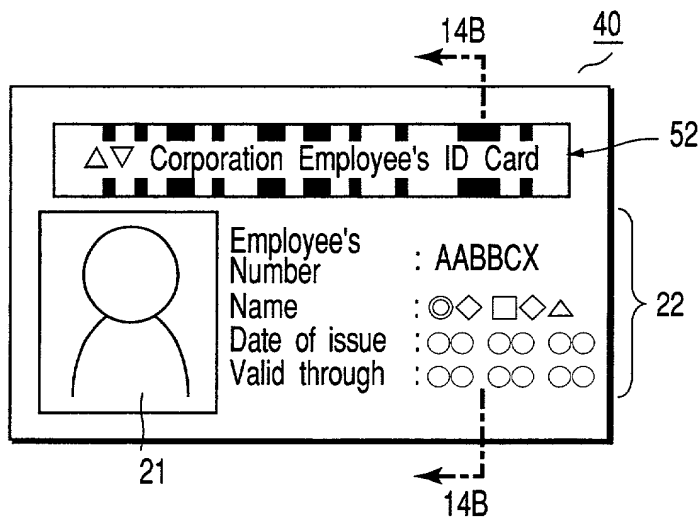 14B
40
△▽ Corporation Employee's ID Card
52
Employee's
Number : AABBCX
Name : ◎◇ □◇△
Date of issue : ○○ ○○ ○○
Valid through : ○○ ○○ ○○
22
21
14B